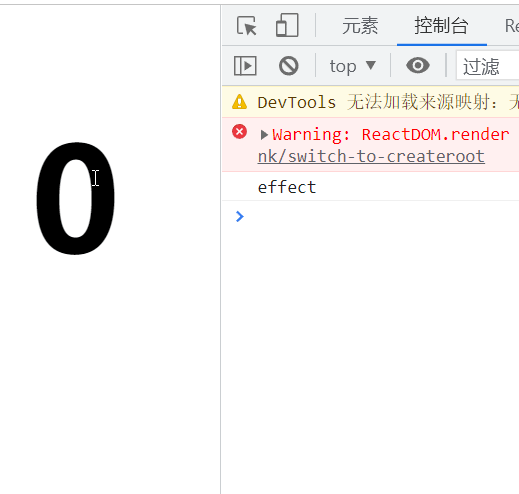 0
元素 控制台 Re
top 过滤
DevTools 无法加载来源映射：无
Warning: ReactDOM.render
nk/switch-to-createroot
effect